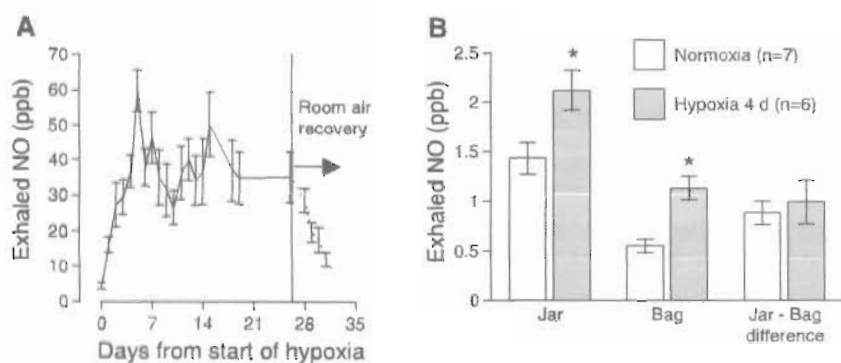 A
Exhaled NO (ppb)
70
60
50
40
30
20
10
0
Room air
recovery
0 7 14 21 28 35
Days from start of hypoxia
B
Exhaled NO (ppb)
2.5
2
1.5
1
0.5
0
* 
*
Normoxia (n=7)
Hypoxia 4 d (n=6)
Jar Bag Jar - Bag
difference